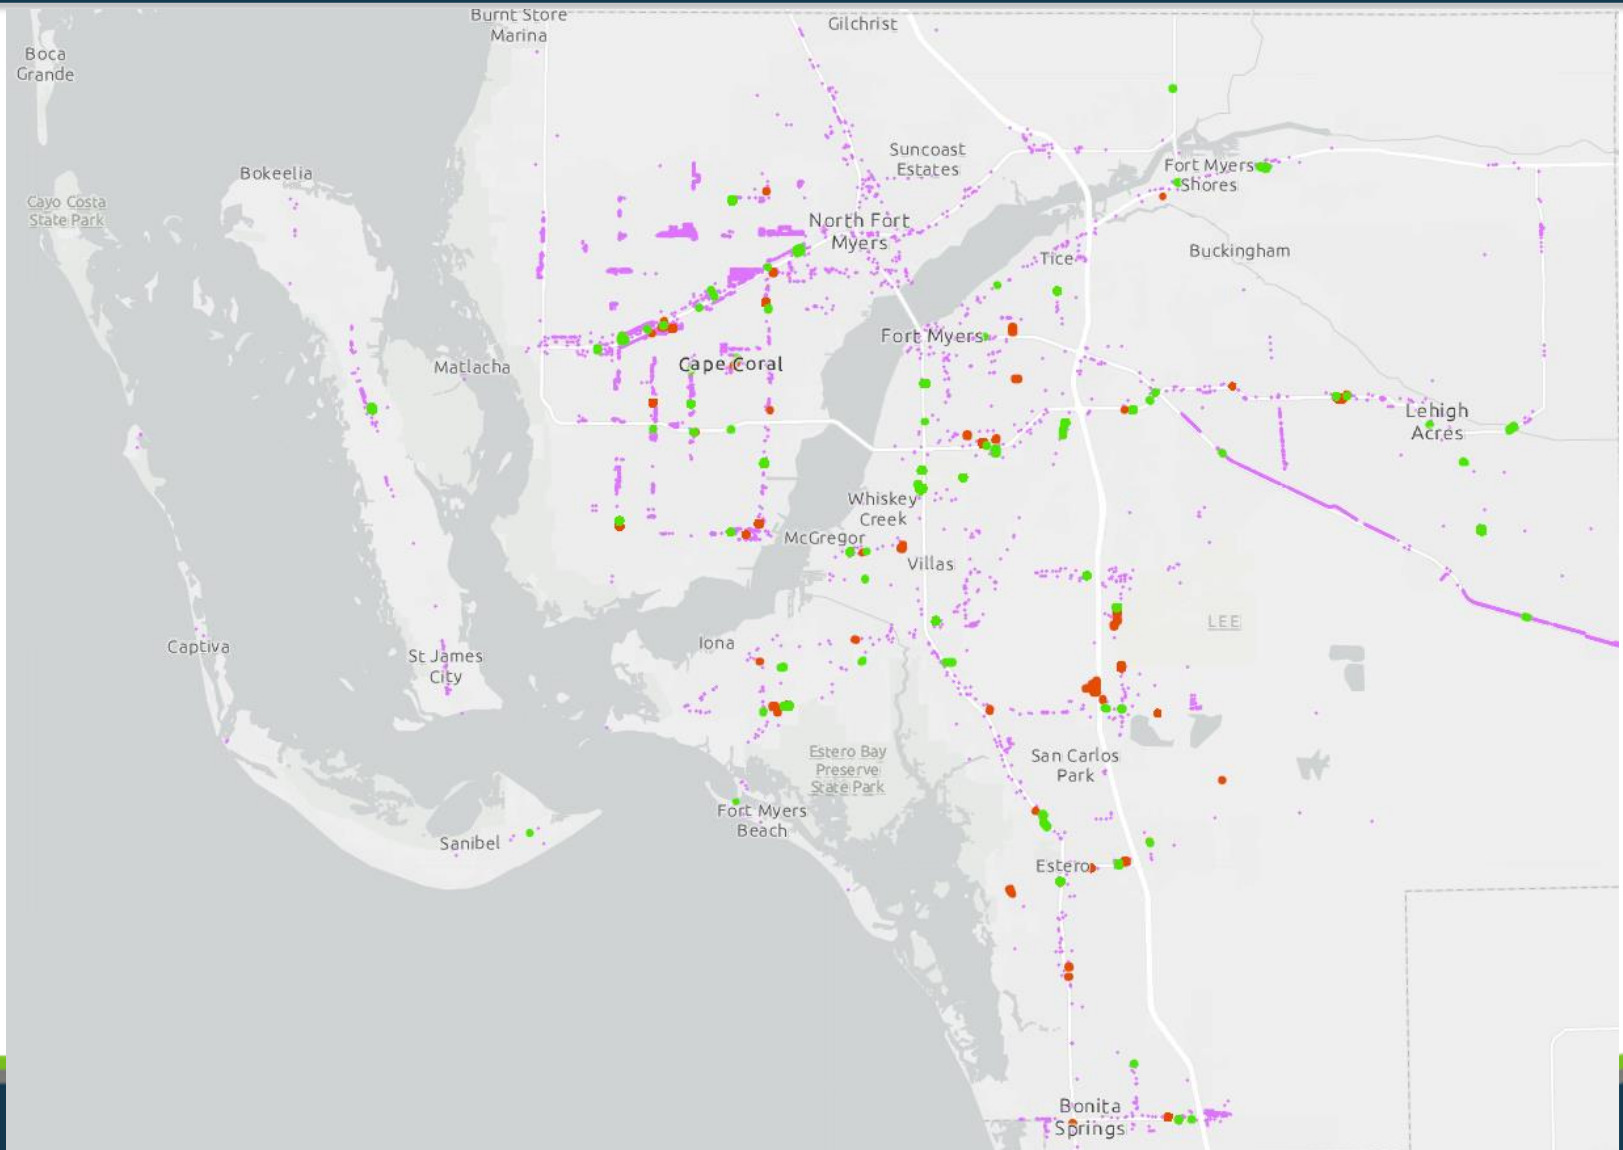 Burnt Store
Marina
Gilchrist
Boca
Grande
Suncoast
Estates
Fort Myers
Shores
Bokeelia
Cayo Costa
State Park
North Fort
Myers
Tice
Buckingham
Fort Myers
Matlacha
Cape Coral
Lehigh
Acres
Whiskey
Creek
McGregor
Villas
LEE
Captiva
Iona
St James
City
Estero Bay
Preserve
State Park
San Carlos
Park
Fort Myers
Beach
Sanibel
Estero
Bonita
Springs